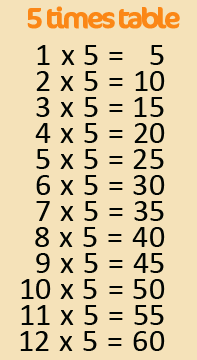 5 times table
1 x 5 = 5
2 x 5 = 10
3 x 5 = 15
4 x 5 = 20
5 x 5 = 25
6 x 5 = 30
7 x 5 = 35
8 x 5 = 40
9 x 5 = 45
10 x 5 = 50
11 x 5 = 55
12 x 5 = 60